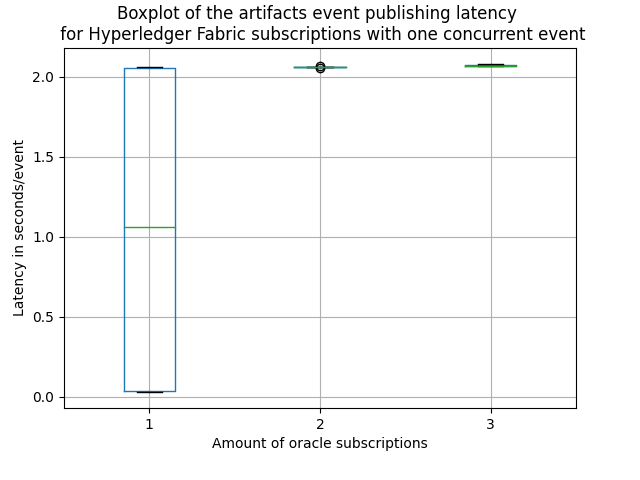 Boxplot of the artifacts event publishing latency
for Hyperledger Fabric subscriptions with one concurrent event
Latency in seconds/event
2.0
1.5
1.0
0.5
0.0
1 2 3
Amount of oracle subscriptions